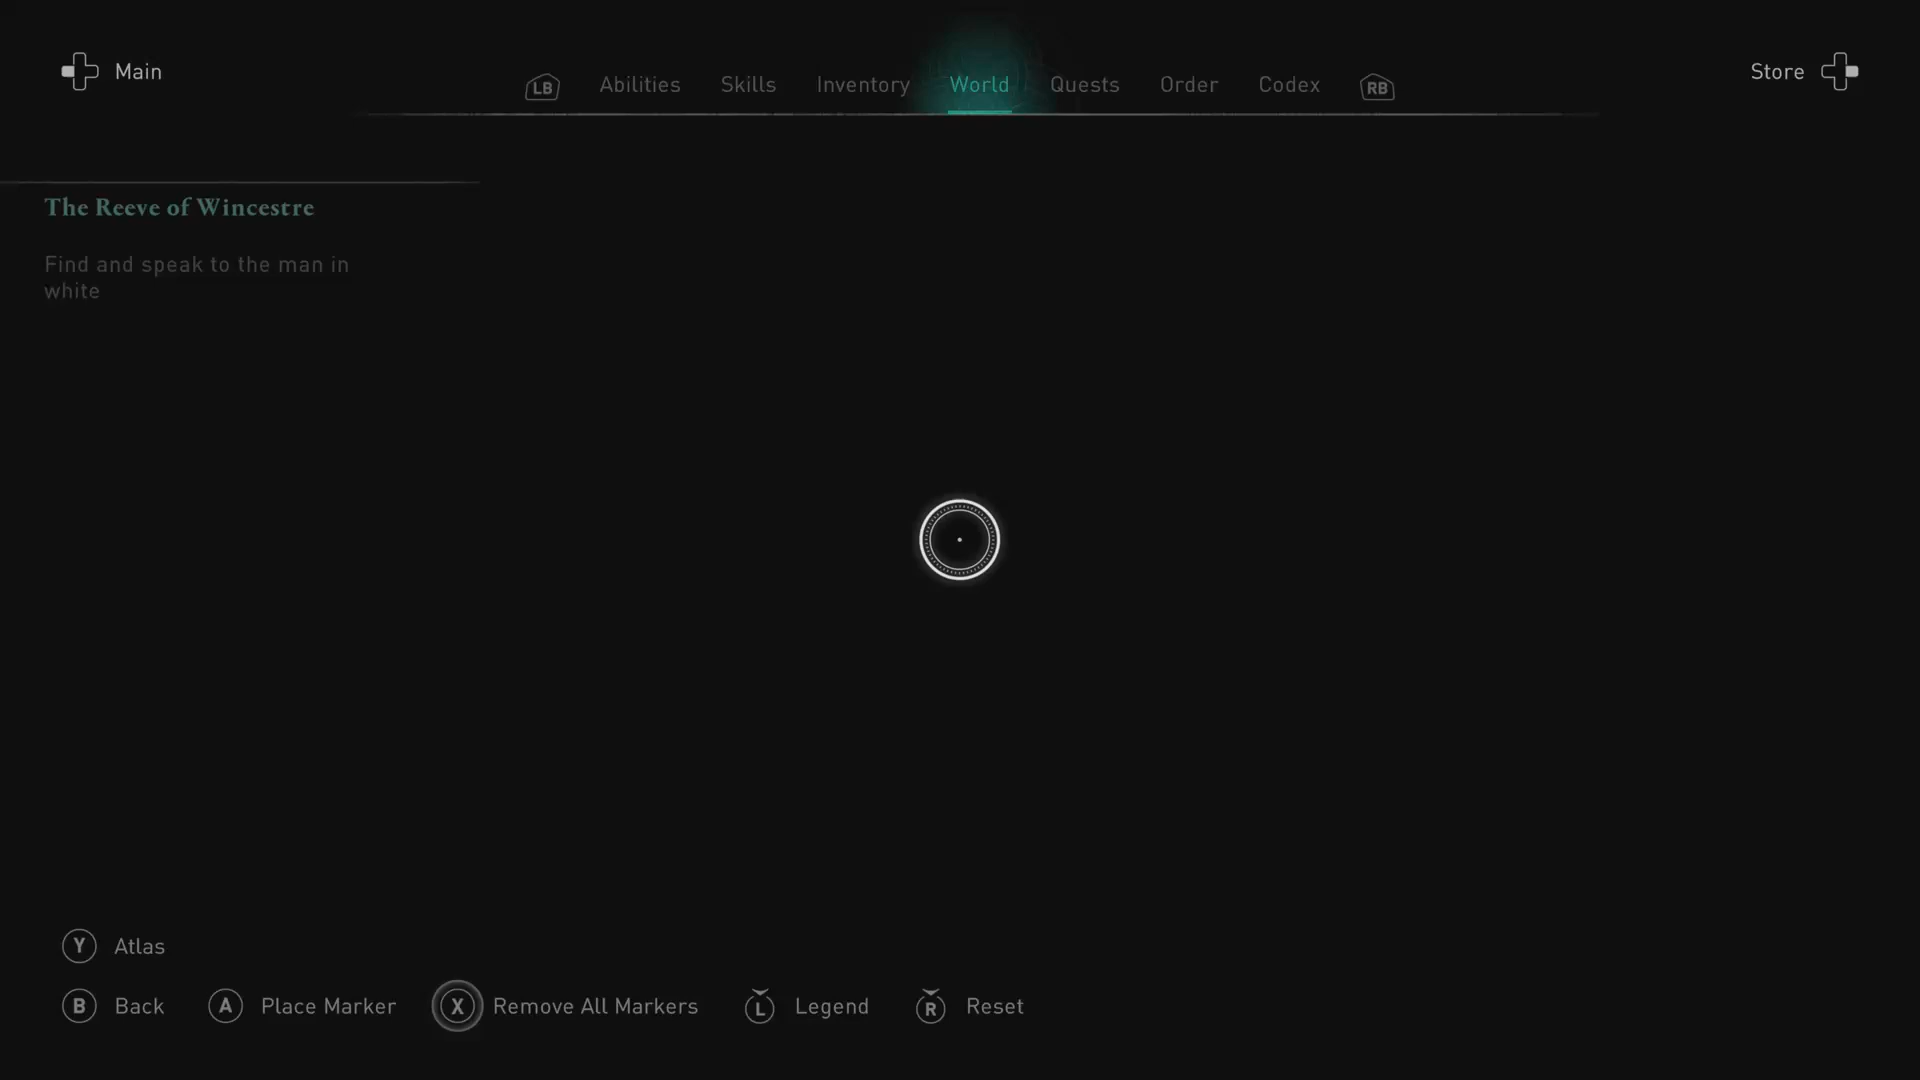 Main
LB Abilities Skills Inventory World Quests Order Codex RB
Store
The Reeve of Wincestre
Find and speak to the man in
white
Y Atlas
B Back A Place Marker X Remove All Markers L Legend R Reset